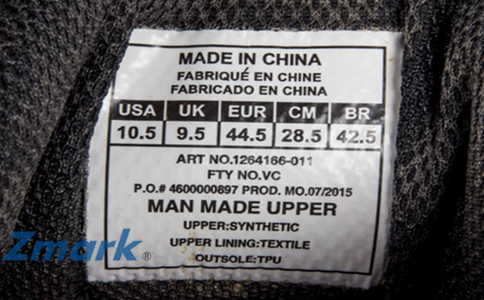 MADE IN CHINA
FABRIQUÉ EN CHINE
FABRICADO EN CHINA
USA UK EUR CM BR
10.5 9.5 44.5 28.5 42.5
ART NO.1264166-011
FTY NO.VC
P.O.# 4600000897 PROD. MO.07/2015
MAN MADE UPPER
UPPER:SYNTHETIC
UPPER LINING:TEXTILE
OUTSOLE:TPU
Zmark®